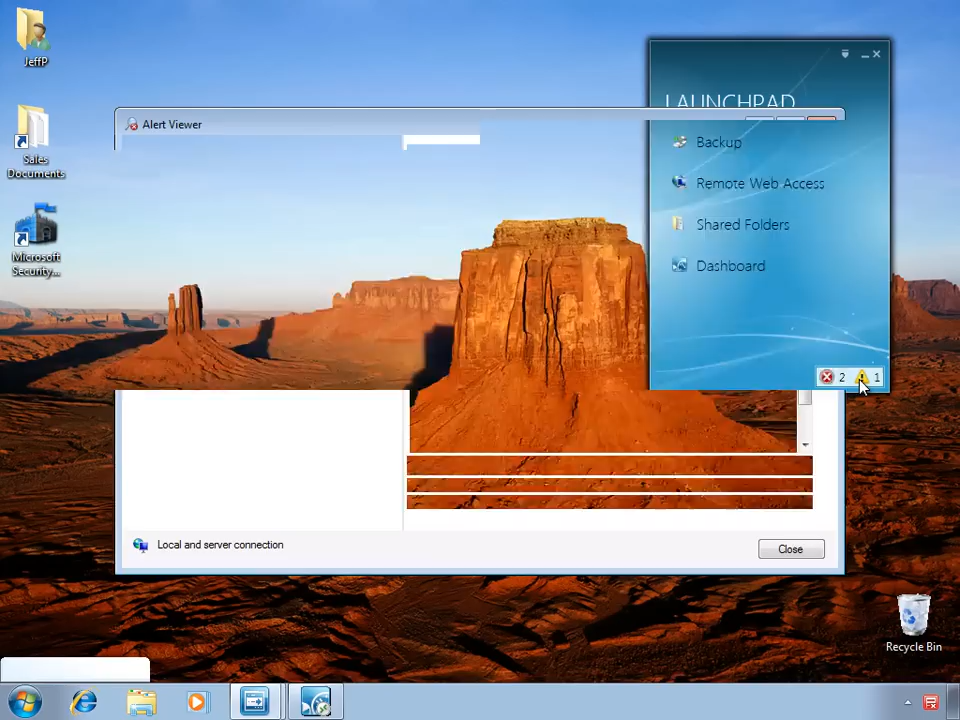 JeffP
Sales
Documents
Microsoft
Security...
Alert Viewer
LAUNCHPAD
Backup
Remote Web Access
Shared Folders
Dashboard
2
1
Local and server connection
Close
Recycle Bin